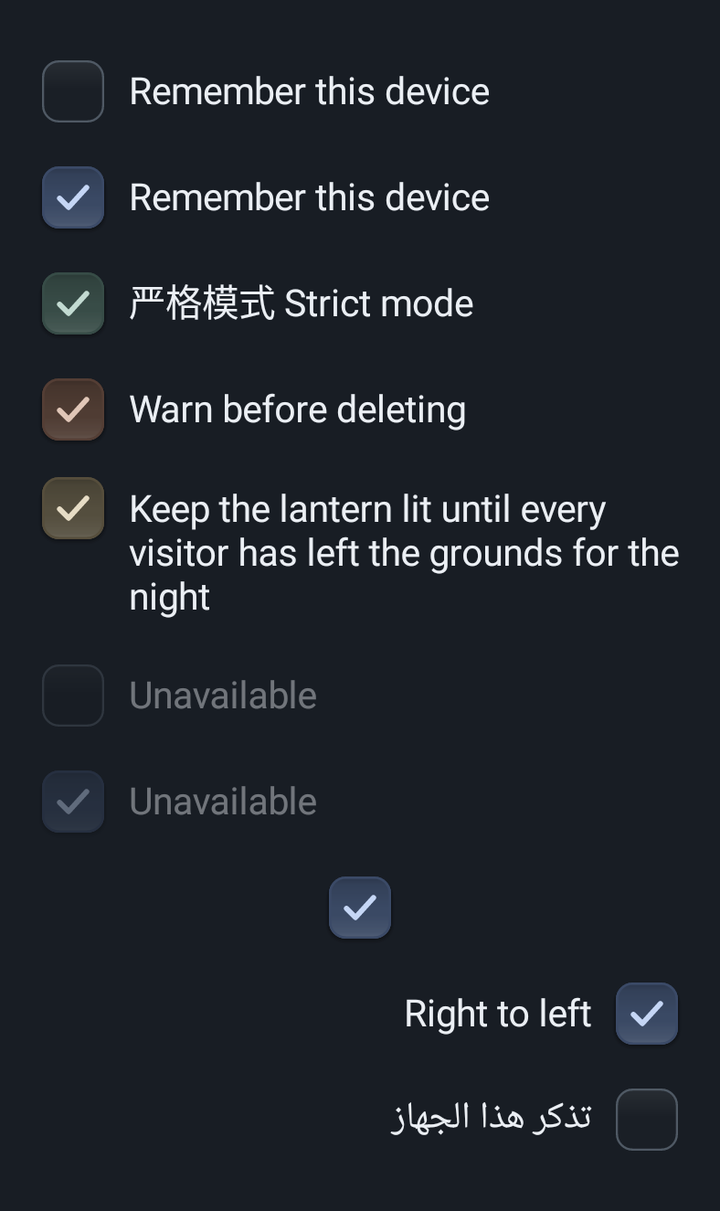 Remember this device
Remember this device
严格模式 Strict mode
Warn before deleting
Keep the lantern lit until every
visitor has left the grounds for the
night
Unavailable
Unavailable
Right to left
تذكر هذا الجهاز